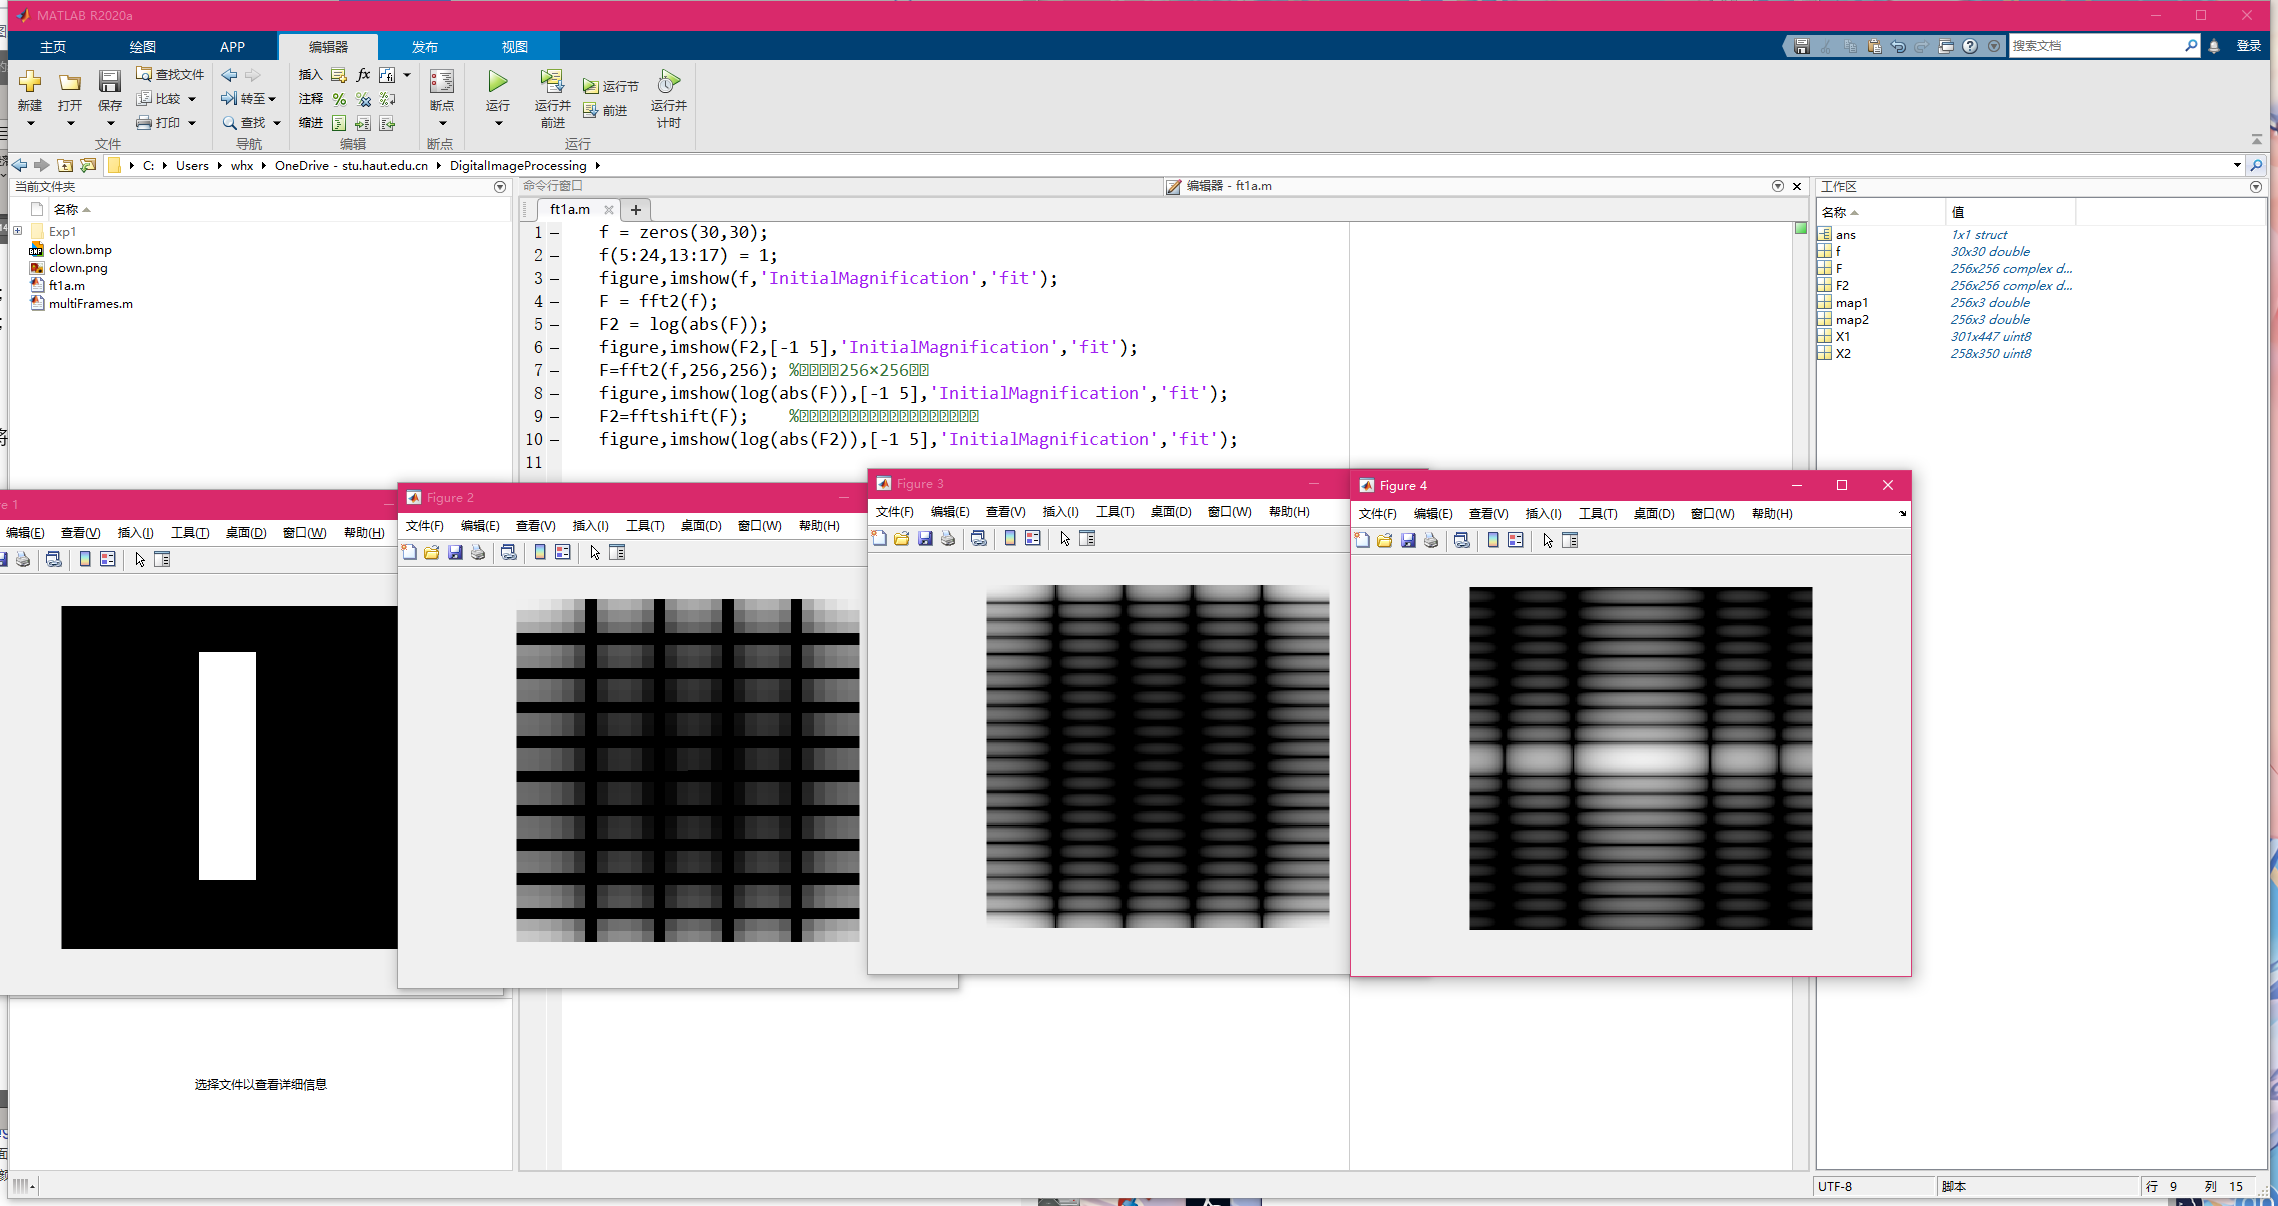 MATLAB R2020a
主页 绘图 APP 编辑器 发布 视图
搜索文档 登录
新建 打开 保存 查找文件 比较 打印
文件
转至 查找
导航
插入 fx
注释
缩进
编辑
断点
断点
运行 运行并前进 运行节 前进 运行并计时
运行
C: Users whx OneDrive - stu.haut.edu.cn DigitalImageProcessing
当前文件夹
名称
Exp1
clown.bmp
clown.png
ft1a.m
multiFrames.m
选择文件以查看详细信息
命令行窗口
编辑器 - ft1a.m
ft1a.m
1 f = zeros(30,30);
2 f(5:24,13:17) = 1;
3 figure,imshow(f,'InitialMagnification','fit');
4 F = fft2(f);
5 F2 = log(abs(F));
6 figure,imshow(F2,[-1 5],'InitialMagnification','fit');
7 F=fft2(f,256,256); %256×256
8 figure,imshow(log(abs(F)),[-1 5],'InitialMagnification','fit');
9 F2=fftshift(F); %
10 figure,imshow(log(abs(F2)),[-1 5],'InitialMagnification','fit');
11
工作区
名称 值
ans 1x1 struct
f 30x30 double
F 256x256 complex d...
F2 256x256 complex d...
map1 256x3 double
map2 256x3 double
X1 301x447 uint8
X2 258x350 uint8
re 1
编辑(E) 查看(V) 插入(I) 工具(T) 桌面(D) 窗口(W) 帮助(H)
Figure 2
文件(F) 编辑(E) 查看(V) 插入(I) 工具(T) 桌面(D) 窗口(W) 帮助(H)
Figure 3
文件(F) 编辑(E) 查看(V) 插入(I) 工具(T) 桌面(D) 窗口(W) 帮助(H)
Figure 4
文件(F) 编辑(E) 查看(V) 插入(I) 工具(T) 桌面(D) 窗口(W) 帮助(H)
UTF-8 脚本 行 9 列 15